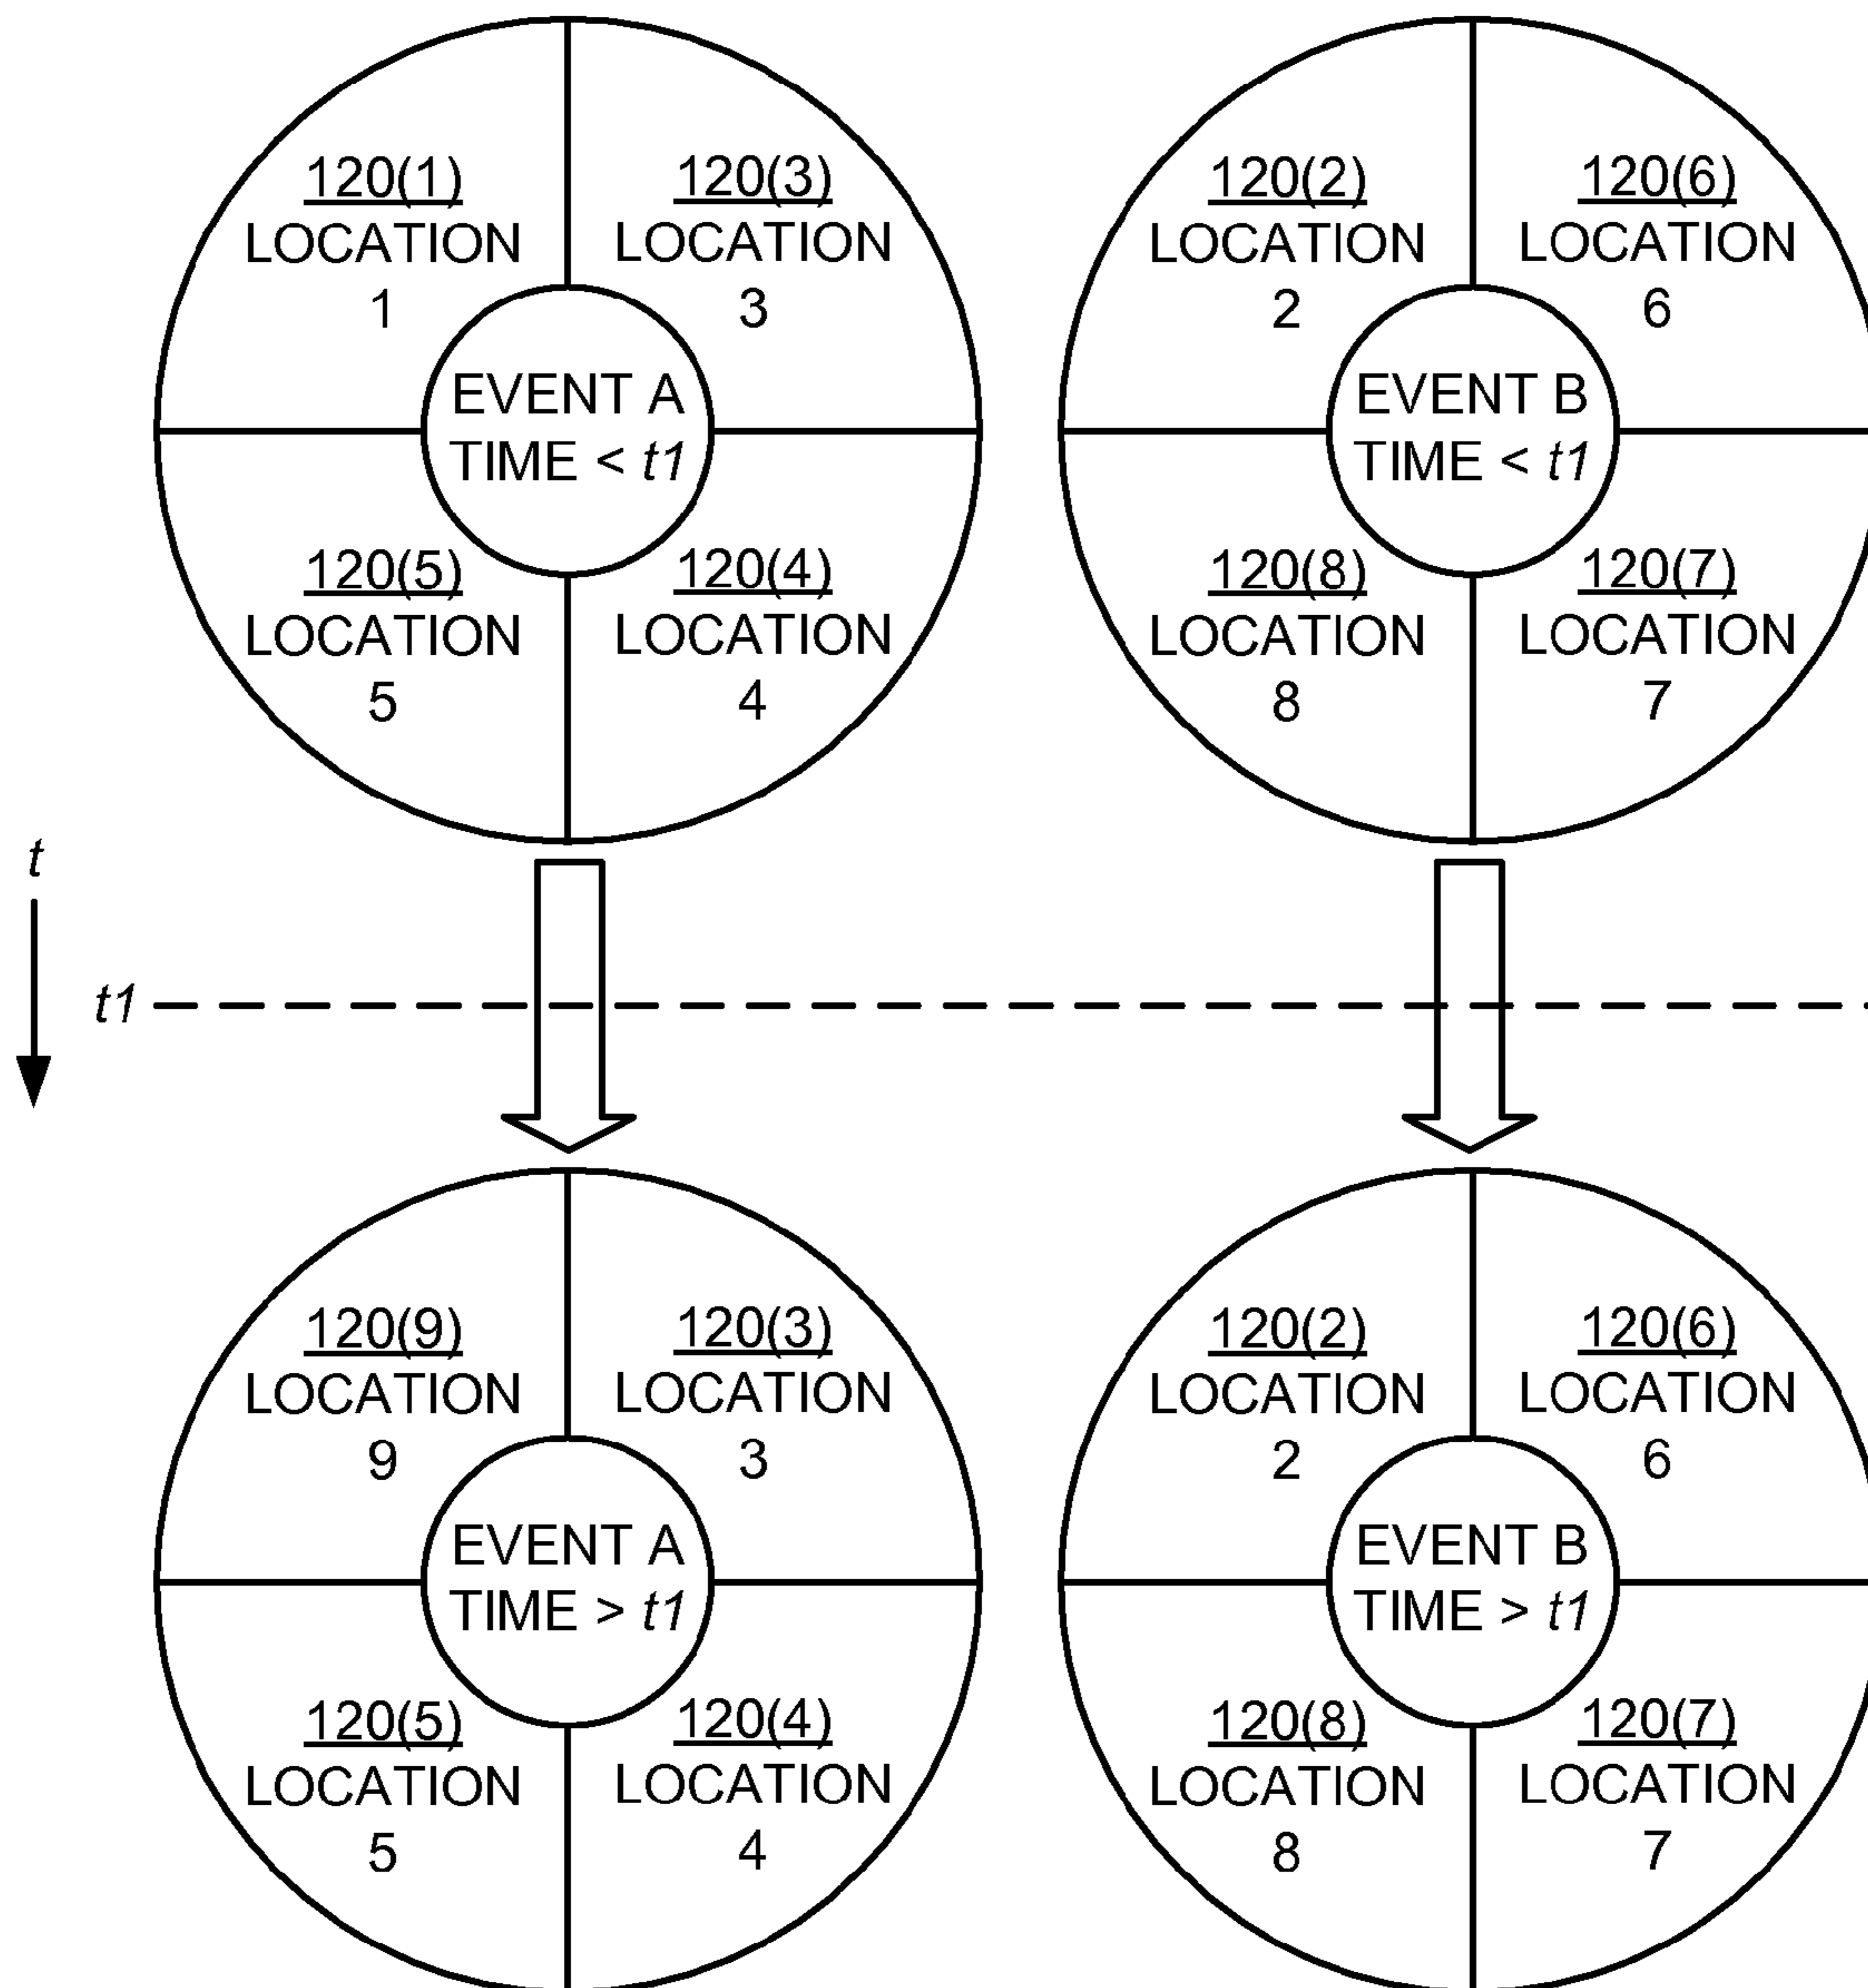 120(1)
LOCATION
1
120(3)
LOCATION
3
EVENT A
TIME < t1
120(5)
LOCATION
5
120(4)
LOCATION
4
120(2)
LOCATION
2
120(6)
LOCATION
6
EVENT B
TIME < t1
120(8)
LOCATION
8
120(7)
LOCATION
7
t
t1
120(9)
LOCATION
9
120(3)
LOCATION
3
EVENT A
TIME > t1
120(5)
LOCATION
5
120(4)
LOCATION
4
120(2)
LOCATION
2
120(6)
LOCATION
6
EVENT B
TIME > t1
120(8)
LOCATION
8
120(7)
LOCATION
7